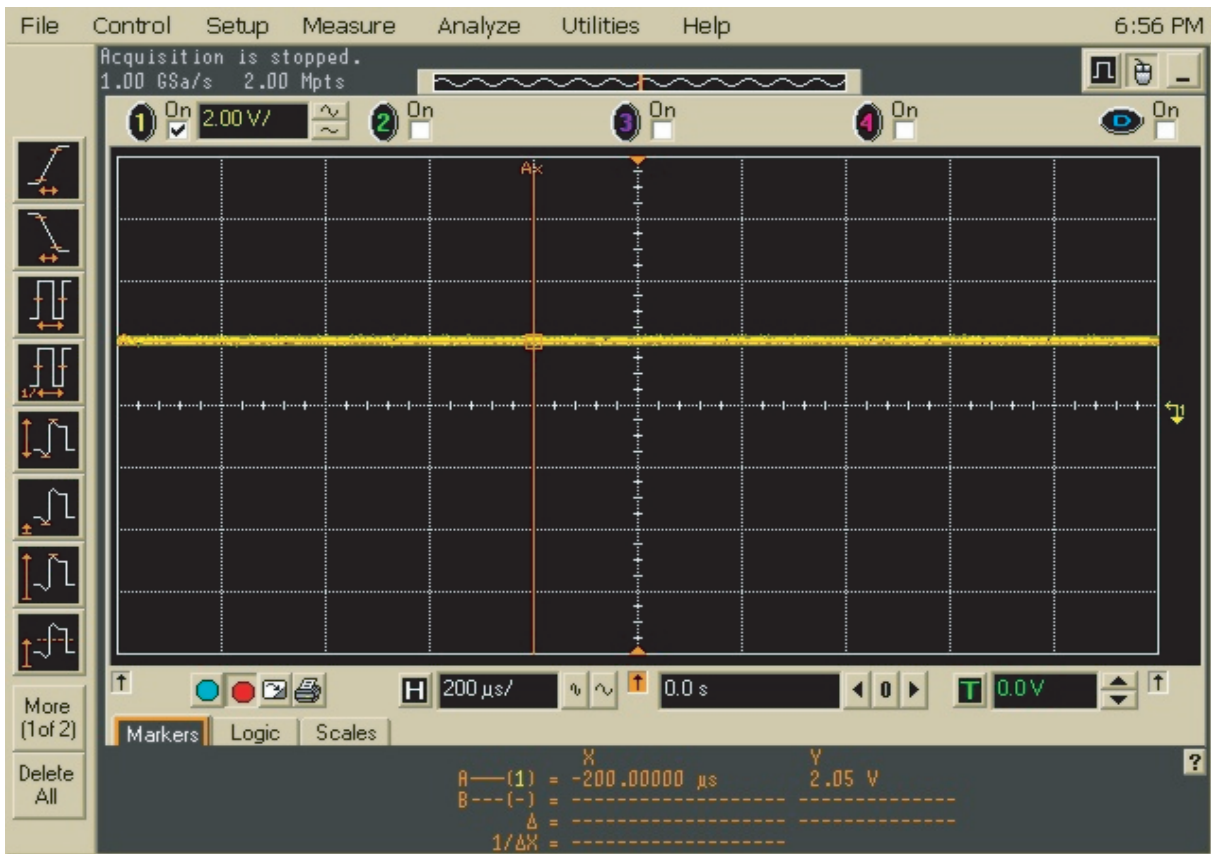 File Control Setup Measure Analyze Utilities Help 6:56 PM
Acquisition is stopped.
1.00 GSa/s 2.00 Mpts
1 On 2.00 V/ 2 On 3 On 4 On D On
Ax
1
1/
H 200 µs/ 0.0 s 0 T 0.0 V
More
(1of 2)
Markers Logic Scales
Delete
All
?
X Y
A——(1) = -200.00000 µs 2.05 V
B---(-) = -------------------- ---------------
Δ = -------------------- ---------------
1/ΔX = --------------------